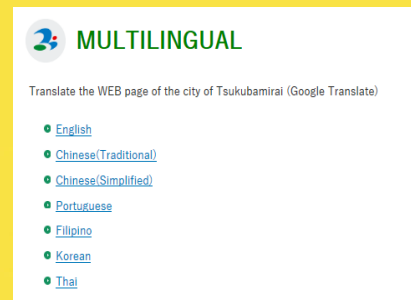 MULTILINGUAL
Translate the WEB page of the city of Tsukubamirai (Google Translate)
English
Chinese(Traditional)
Chinese(Simplified)
Portuguese
Filipino
Korean
Thai